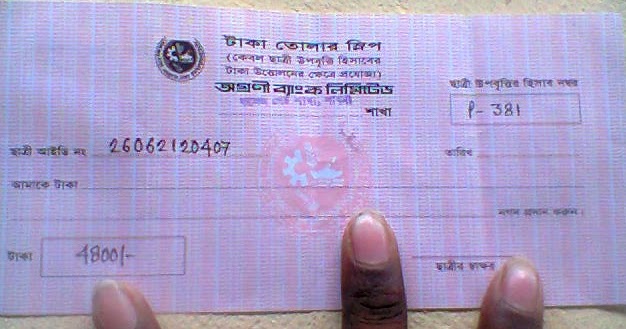 টাকা তোলার স্লিপ
(কেবল ছাত্রী উপবৃত্তি হিসাবের
টাকা উত্তোলনের ক্ষেত্রে প্রযোজ্য)
অগ্রণী ব্যাংক লিমিটেড
শাখা
ছাত্রী উপবৃত্তির হিসাব নম্বর
P- 381
ছাত্রী আইডি নং 26062120407
তারিখ
আমাকে টাকা
নগদ প্রদান করুন।
টাকা 4800/-
ছাত্রীর স্বাক্ষর